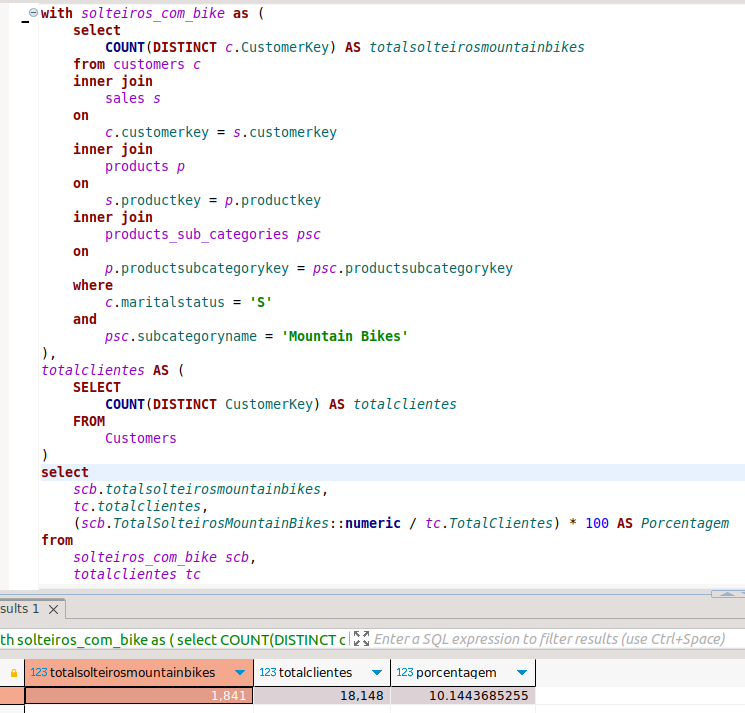 with solteiros_com_bike as (
select
COUNT(DISTINCT c.CustomerKey) AS totalsolteirosmountainbikes
from customers c
inner join
sales s
on
c.customerkey = s.customerkey
inner join
products p
on
s.productkey = p.productkey
inner join
products_sub_categories psc
on
p.productsubcategorykey = psc.productsubcategorykey
where
c.maritalstatus = 'S'
and
psc.subcategoryname = 'Mountain Bikes'
),
totalclientes AS (
SELECT
COUNT(DISTINCT CustomerKey) AS totalclientes
FROM
Customers
)
select
scb.totalsolteirosmountainbikes,
tc.totalclientes,
(scb.TotalSolteirosMountainBikes::numeric / tc.TotalClientes) * 100 AS Porcentagem
from
solteiros_com_bike scb,
totalclientes tc
sults 1
th solteiros_com_bike as ( select COUNT(DISTINCT c Enter a SQL expression to filter results (use Ctrl+Space)
123 totalsolteirosmountainbikes 123 totalclientes 123 porcentagem
1,841 18,148 10.1443685255